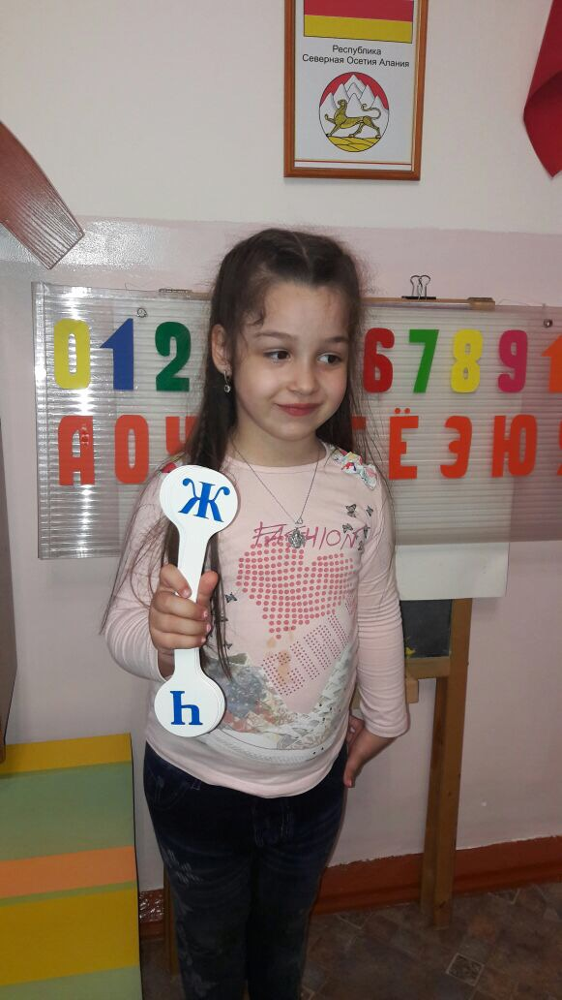 Республика
Северная Осетия Алания
0 1 2 6 7 8 9
А О У Е Ё Э Ю
Ж
FASHION
Ч